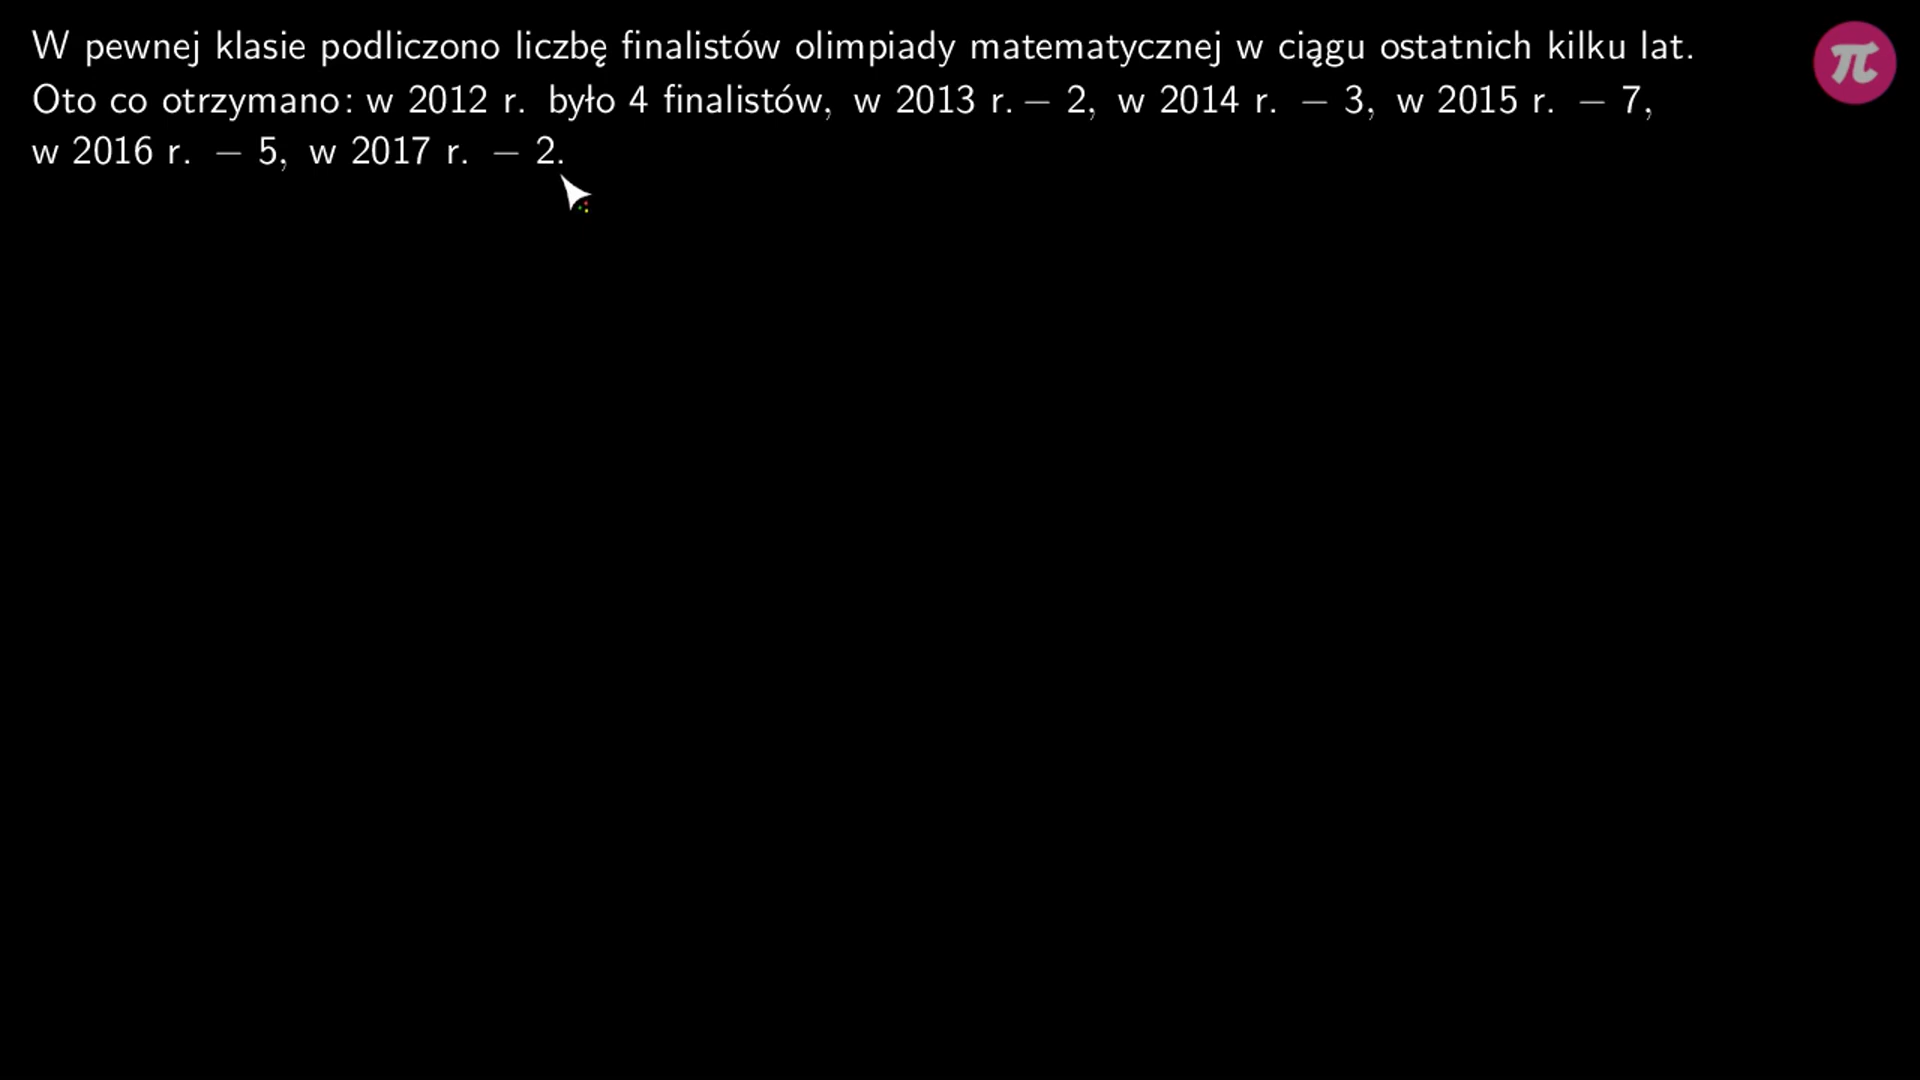 W pewnej klasie podliczono liczbę finalistów olimpiady matematycznej w ciągu ostatnich kilku lat.
Oto co otrzymano: w 2012 r. było 4 finalistów, w 2013 r. – 2, w 2014 r. – 3, w 2015 r. – 7,
w 2016 r. – 5, w 2017 r. – 2.
π